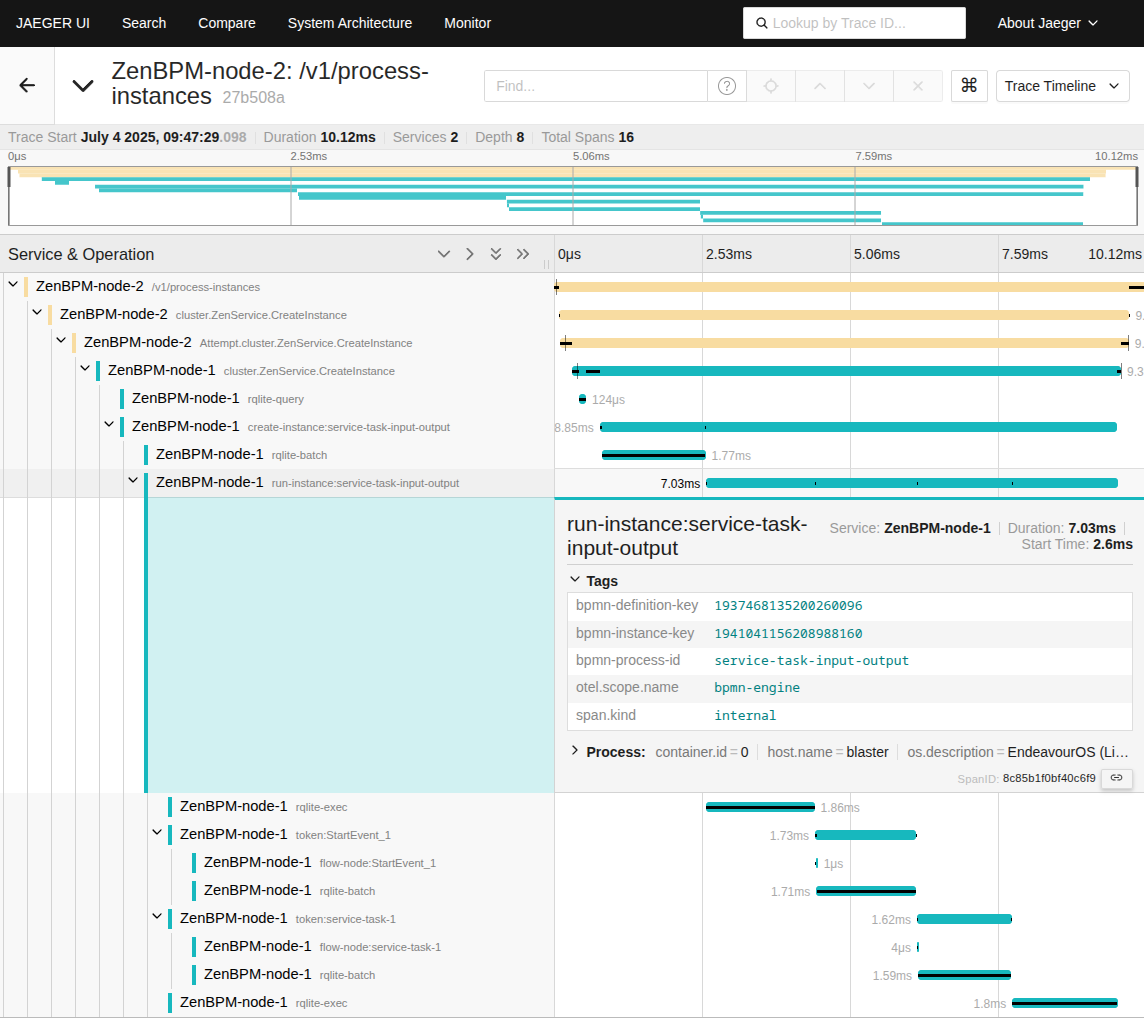 JAEGER UI Search Compare System Architecture Monitor Lookup by Trace ID... About Jaeger
ZenBPM-node-2: /v1/process-instances 27b508a
Find... ? ⌘ Trace Timeline
Trace Start July 4 2025, 09:47:29.098 Duration 10.12ms Services 2 Depth 8 Total Spans 16
0μs 2.53ms 5.06ms 7.59ms 10.12ms
Service & Operation 0μs 2.53ms 5.06ms 7.59ms 10.12ms
ZenBPM-node-2 /v1/process-instances
ZenBPM-node-2 cluster.ZenService.CreateInstance 9.
ZenBPM-node-2 Attempt.cluster.ZenService.CreateInstance 9.
ZenBPM-node-1 cluster.ZenService.CreateInstance 9.3
ZenBPM-node-1 rqlite-query 124μs
ZenBPM-node-1 create-instance:service-task-input-output 8.85ms
ZenBPM-node-1 rqlite-batch 1.77ms
ZenBPM-node-1 run-instance:service-task-input-output 7.03ms
run-instance:service-task-input-output
Service: ZenBPM-node-1 Duration: 7.03ms
Start Time: 2.6ms
Tags
bpmn-definition-key 1937468135200260096
bpmn-instance-key 1941041156208988160
bpmn-process-id service-task-input-output
otel.scope.name bpmn-engine
span.kind internal
Process: container.id = 0 host.name = blaster os.description = EndeavourOS (Li…
SpanID: 8c85b1f0bf40c6f9
ZenBPM-node-1 rqlite-exec 1.86ms
ZenBPM-node-1 token:StartEvent_1 1.73ms
ZenBPM-node-1 flow-node:StartEvent_1 1μs
ZenBPM-node-1 rqlite-batch 1.71ms
ZenBPM-node-1 token:service-task-1 1.62ms
ZenBPM-node-1 flow-node:service-task-1 4μs
ZenBPM-node-1 rqlite-batch 1.59ms
ZenBPM-node-1 rqlite-exec 1.8ms